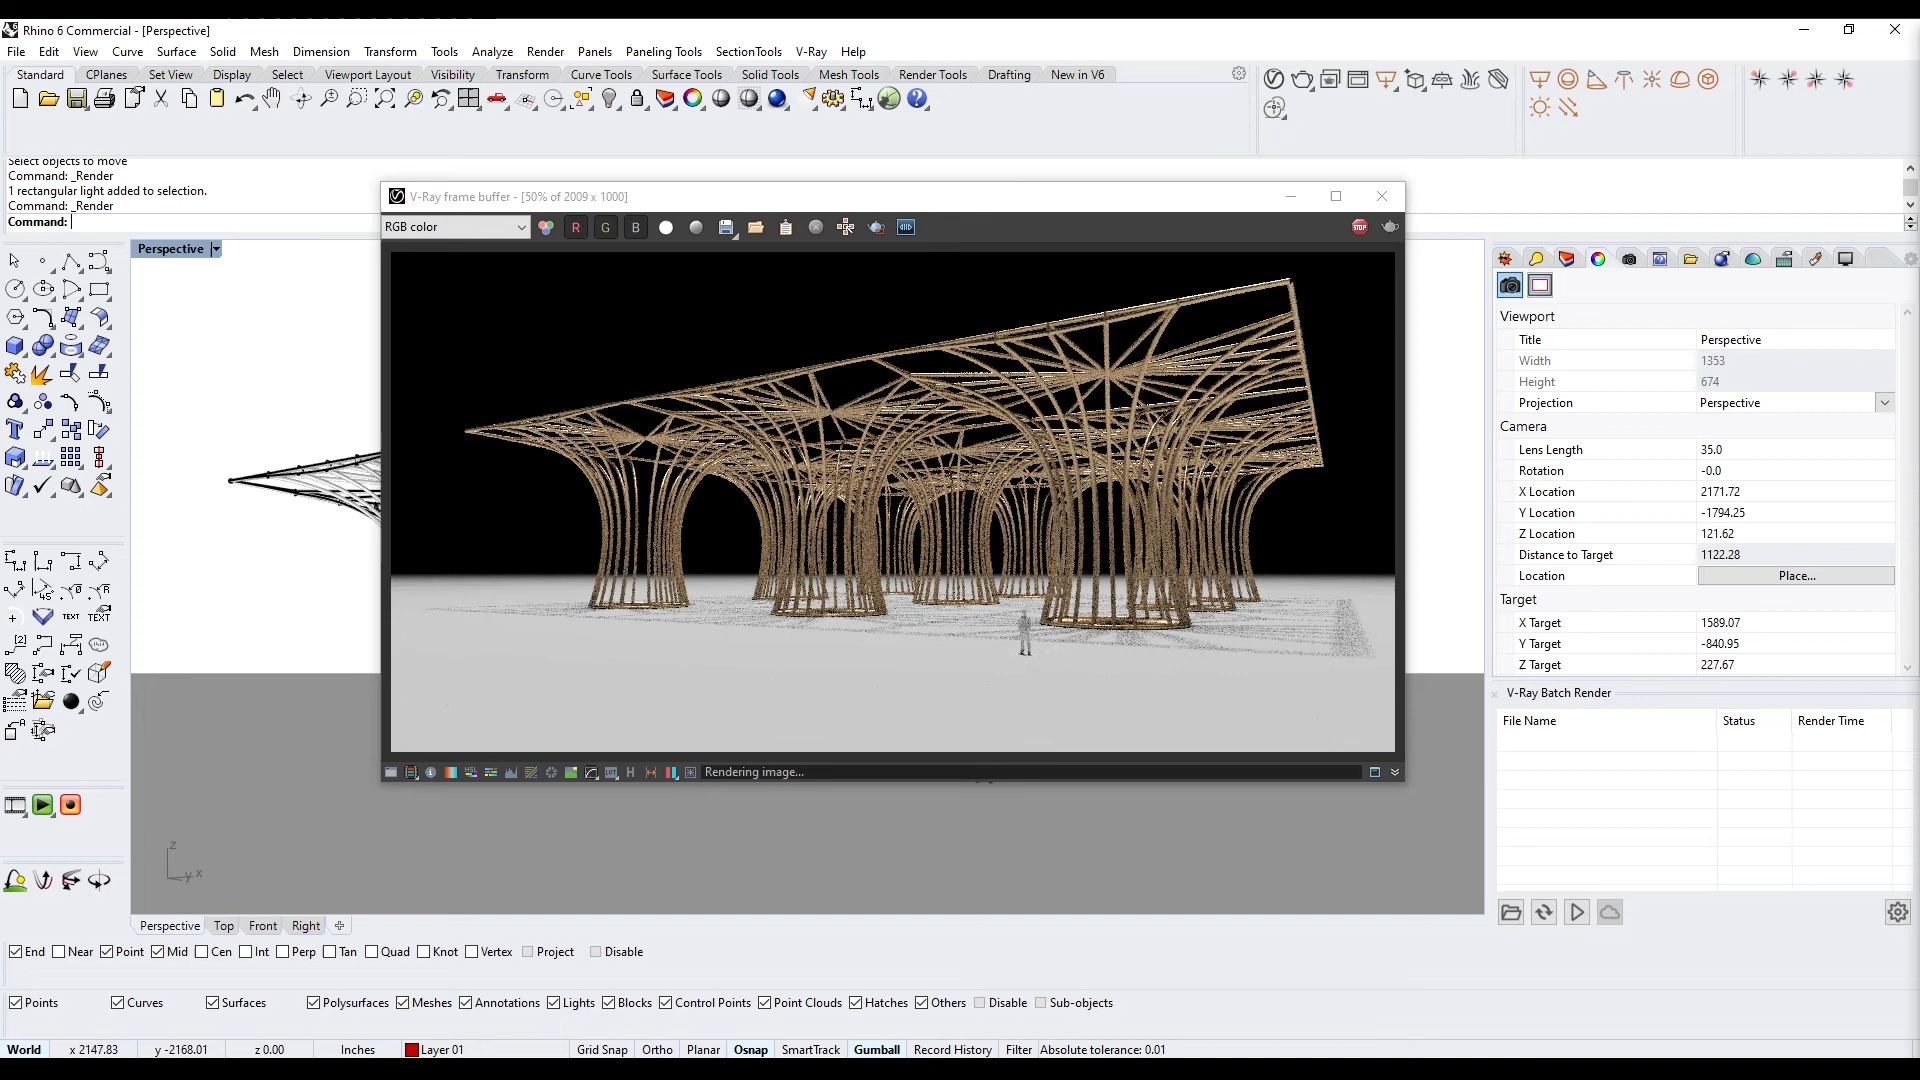 Rhino 6 Commercial - [Perspective]
File Edit View Curve Surface Solid Mesh Dimension Transform Tools Analyze Render Panels Paneling Tools SectionTools V-Ray Help
Standard CPlanes Set View Display Select Viewport Layout Visibility Transform Curve Tools Surface Tools Solid Tools Mesh Tools Render Tools Drafting New in V6
Select objects to move
Command: _Render
1 rectangular light added to selection.
Command: _Render
Command:
V-Ray frame buffer - [50% of 2009 x 1000]
RGB color R G B STOP
Perspective
Viewport
Title Perspective
Width 1353
Height 674
Projection Perspective
Camera
Lens Length 35.0
Rotation -0.0
X Location 2171.72
Y Location -1794.25
Z Location 121.62
Distance to Target 1122.28
Location Place...
Target
X Target 1589.07
Y Target -840.95
Z Target 227.67
V-Ray Batch Render
File Name Status Render Time
TEXT TEXT
HSL LUT H Rendering image...
z
y x
Perspective Top Front Right
End Near Point Mid Cen Int Perp Tan Quad Knot Vertex Project Disable
Points Curves Surfaces Polysurfaces Meshes Annotations Lights Blocks Control Points Point Clouds Hatches Others Disable Sub-objects
World x 2147.83 y -2168.01 z 0.00 Inches Layer 01 Grid Snap Ortho Planar Osnap SmartTrack Gumball Record History Filter Absolute tolerance: 0.01